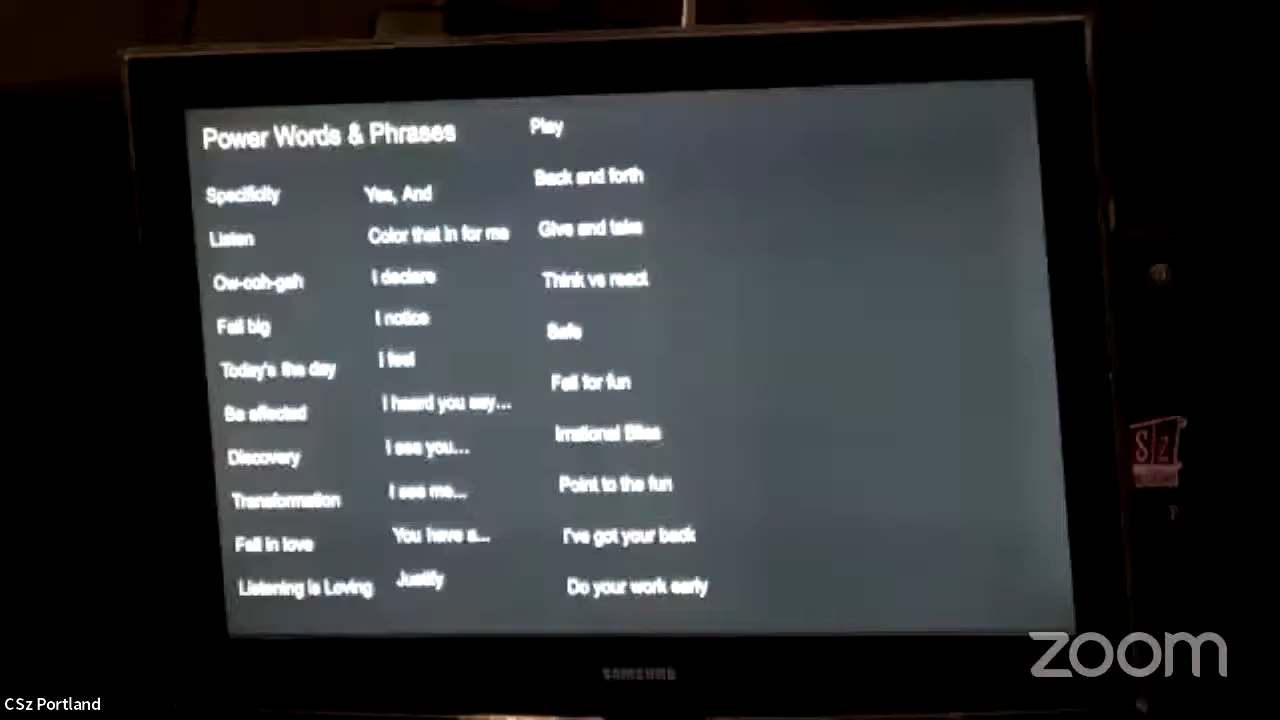 Power Words & Phrases
Specificity
Listen
Ow-ooh-gah
Fail big
Today's the day
Be affected
Discovery
Transformation
Fall in love
Listening is Loving
Yes, And
Color that in for me
I declare
I notice
I feel
I heard you say...
I see you...
I see me...
You have a...
Justify
Play
Back and forth
Give and take
Think vs react
Safe
Fall for fun
Irrational Bliss
Point to the fun
I've got your back
Do your work early
SAMSUNG
S|Z
zoom
CSz Portland